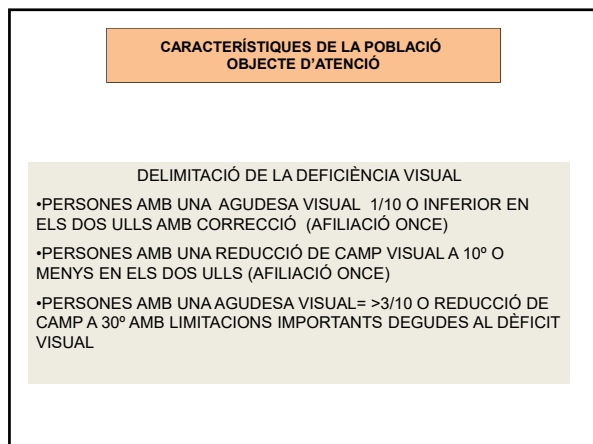 CARACTERÍSTIQUES DE LA POBLACIÓ
OBJECTE D'ATENCIÓ
DELIMITACIÓ DE LA DEFICIÈNCIA VISUAL
•PERSONES AMB UNA AGUDESA VISUAL 1/10 O INFERIOR EN
ELS DOS ULLS AMB CORRECCIÓ (AFILIACIÓ ONCE)
•PERSONES AMB UNA REDUCCIÓ DE CAMP VISUAL A 10º O
MENYS EN ELS DOS ULLS (AFILIACIÓ ONCE)
•PERSONES AMB UNA AGUDESA VISUAL= >3/10 O REDUCCIÓ DE
CAMP A 30º AMB LIMITACIONS IMPORTANTS DEGUDES AL DÈFICIT
VISUAL